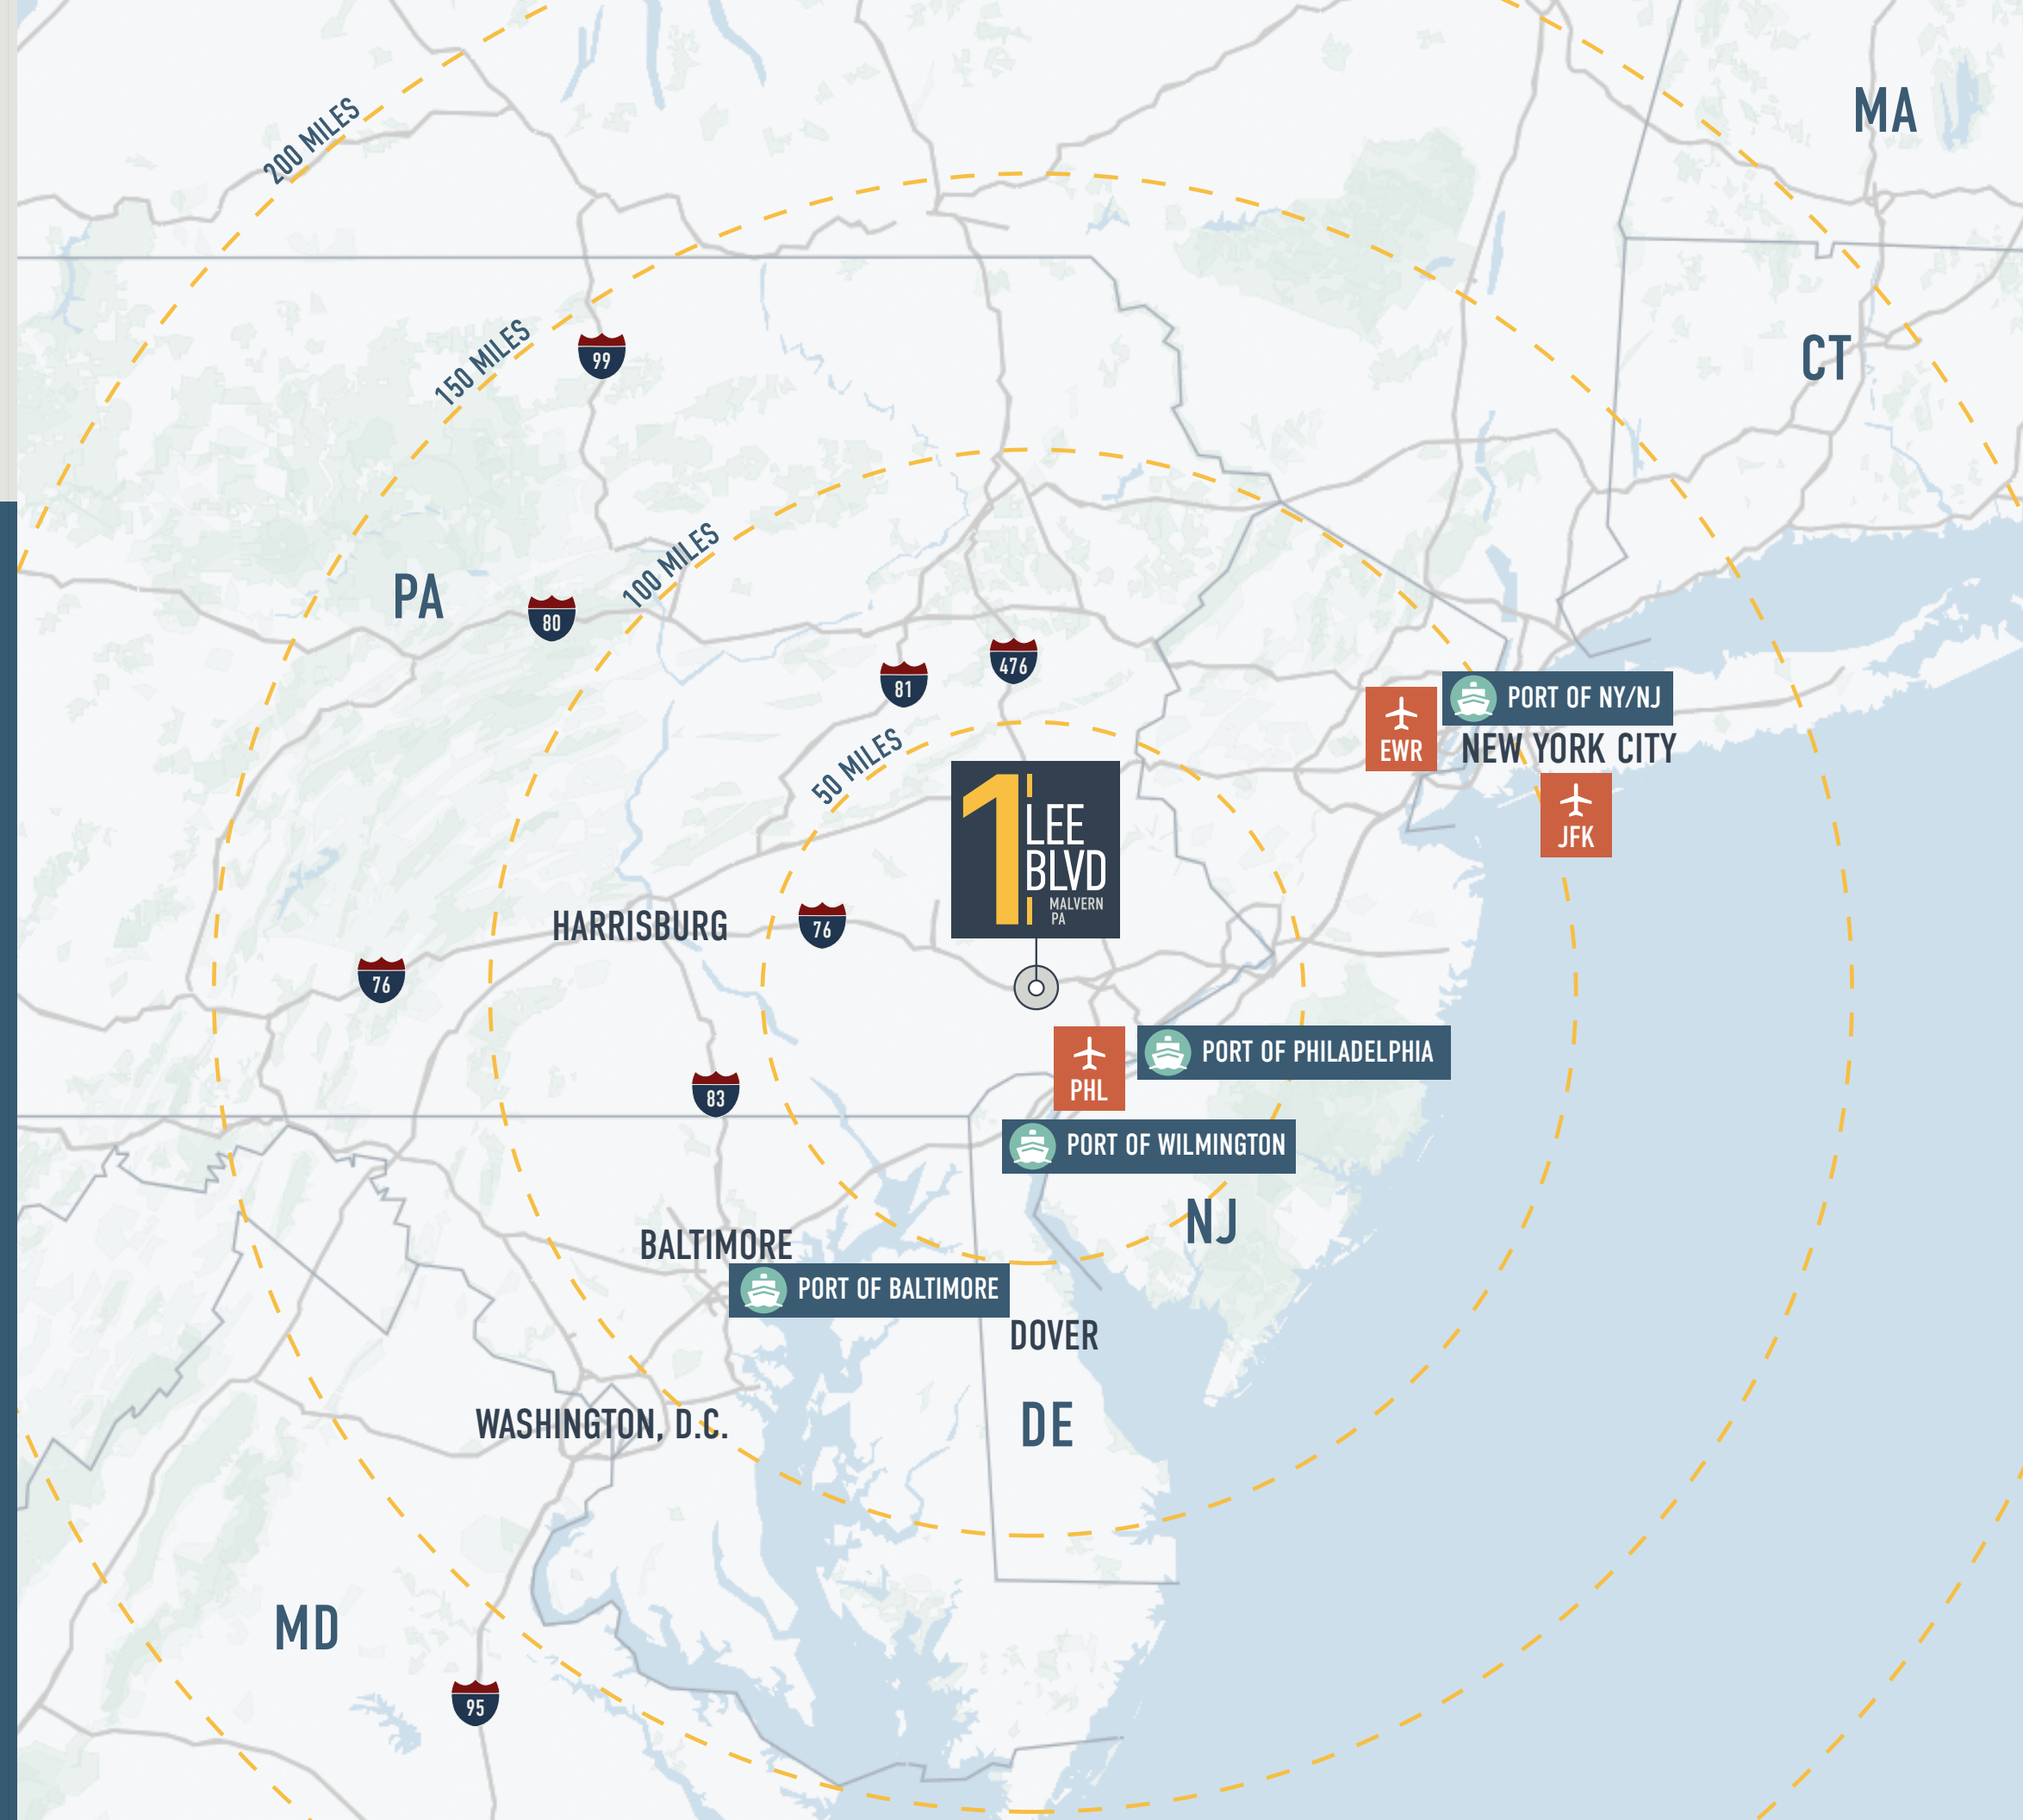 MA
200 MILES
CT
150 MILES
99
100 MILES
PA
80
476
81
PORT OF NY/NJ
EWR
NEW YORK CITY
50 MILES
JFK
1 LEE
BLVD
MALVERN
PA
HARRISBURG
76
76
PORT OF PHILADELPHIA
PHL
83
PORT OF WILMINGTON
NJ
BALTIMORE
PORT OF BALTIMORE
DOVER
WASHINGTON, D.C.
DE
MD
95